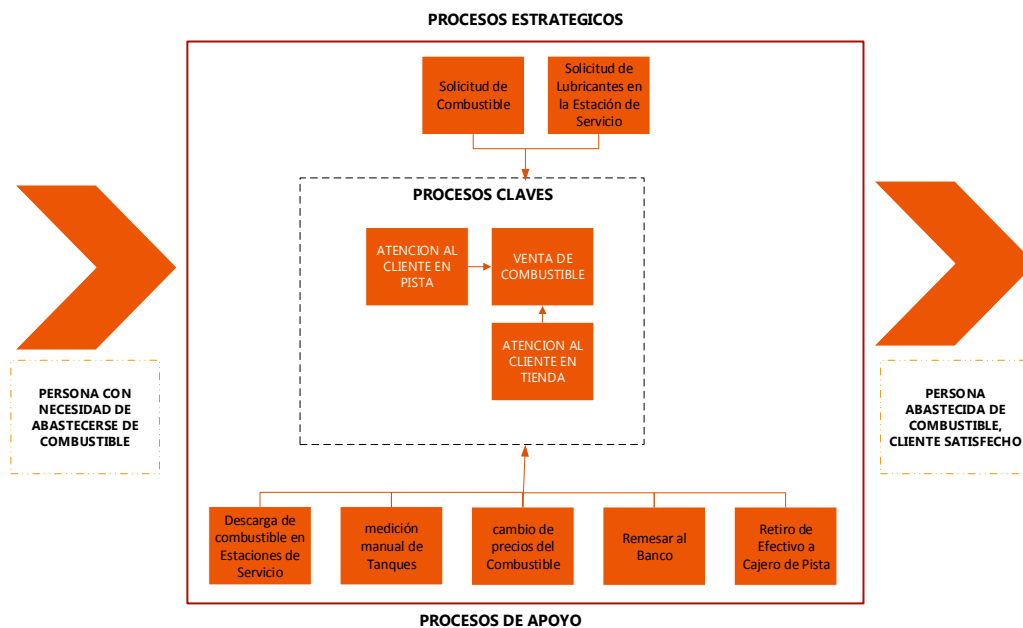 PROCESOS ESTRATEGICOS
Solicitud de
Combustible
Solicitud de
Lubricantes en
la Estación de
Servicio
PROCESOS CLAVES
ATENCION AL
CLIENTE EN
PISTA
VENTA DE
COMBUSTIBLE
ATENCION AL
CLIENTE EN
TIENDA
PERSONA CON
NECESIDAD DE
ABASTECERSE DE
COMBUSTIBLE
PERSONA
ABASTECIDA DE
COMBUSTIBLE,
CLIENTE SATISFECHO
Descarga de
combustible en
Estaciones de
Servicio
medición
manual de
Tanques
cambio de
precios del
Combustible
Remesar al
Banco
Retiro de
Efectivo a
Cajero de Pista
PROCESOS DE APOYO